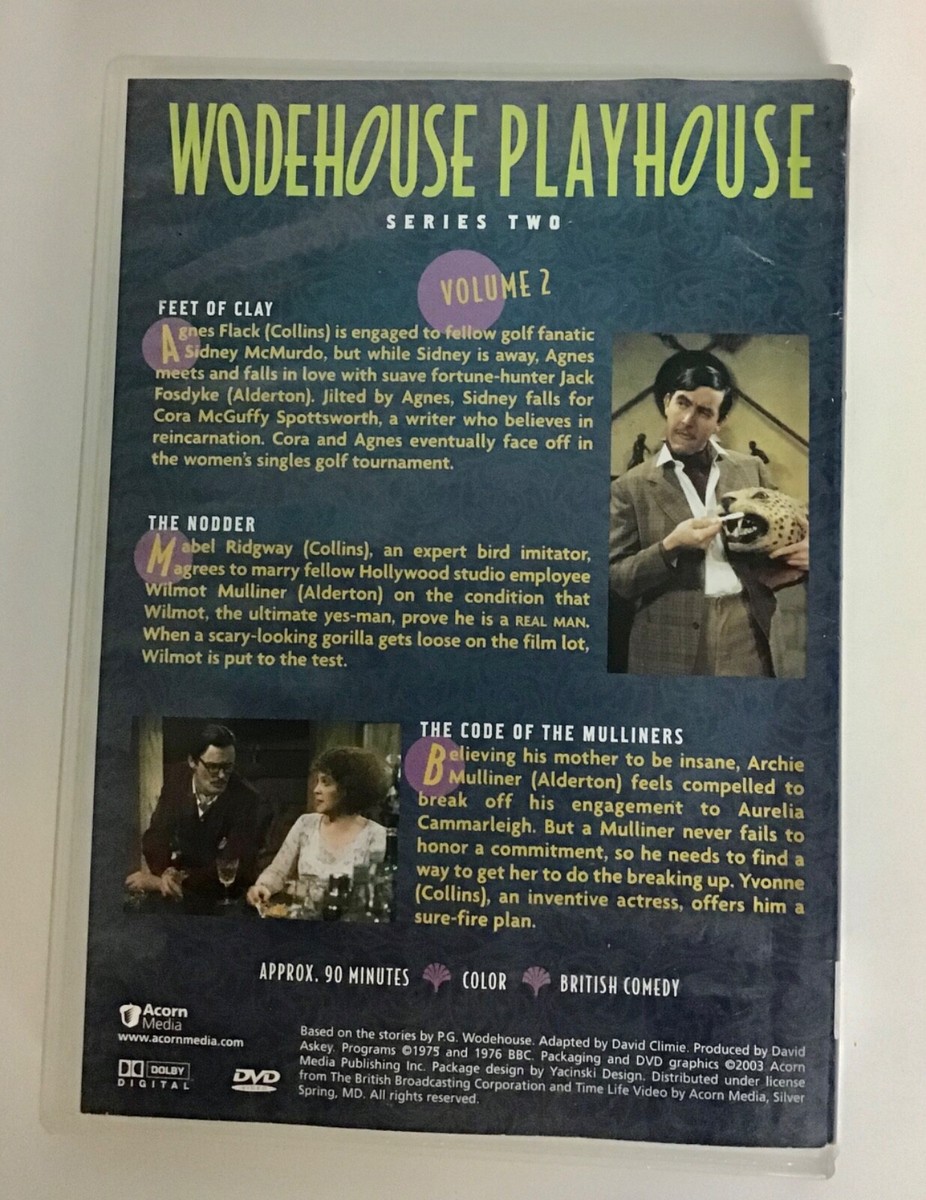 WODEHOUSE PLAYHOUSE
SERIES TWO
VOLUME 2
FEET OF CLAY
Agnes Flack (Collins) is engaged to fellow golf fanatic
Sidney McMurdo, but while Sidney is away, Agnes
meets and falls in love with suave fortune-hunter Jack
Fosdyke (Alderton). Jilted by Agnes, Sidney falls for
Cora McGuffy Spottsworth, a writer who believes in
reincarnation. Cora and Agnes eventually face off in
the women's singles golf tournament.
THE NODDER
Mabel Ridgway (Collins), an expert bird imitator,
agrees to marry fellow Hollywood studio employee
Wilmot Mulliner (Alderton) on the condition that
Wilmot, the ultimate yes-man, prove he is a REAL MAN.
When a scary-looking gorilla gets loose on the film lot,
Wilmot is put to the test.
THE CODE OF THE MULLINERS
Believing his mother to be insane, Archie
Mulliner (Alderton) feels compelled to
break off his engagement to Aurelia
Cammarleigh. But a Mulliner never fails to
honor a commitment, so he needs to find a
way to get her to do the breaking up. Yvonne
(Collins), an inventive actress, offers him a
sure-fire plan.
APPROX. 90 MINUTES COLOR BRITISH COMEDY
Acorn
Media
www.acornmedia.com
DOLBY
DIGITAL
DVD
VIDEO
Based on the stories by P.G. Wodehouse. Adapted by David Climie. Produced by David
Askey. Programs ©1975 and 1976 BBC. Packaging and DVD graphics ©2003 Acorn
Media Publishing Inc. Package design by Yacinski Design. Distributed under license
from The British Broadcasting Corporation and Time Life Video by Acorn Media, Silver
Spring, MD. All rights reserved.